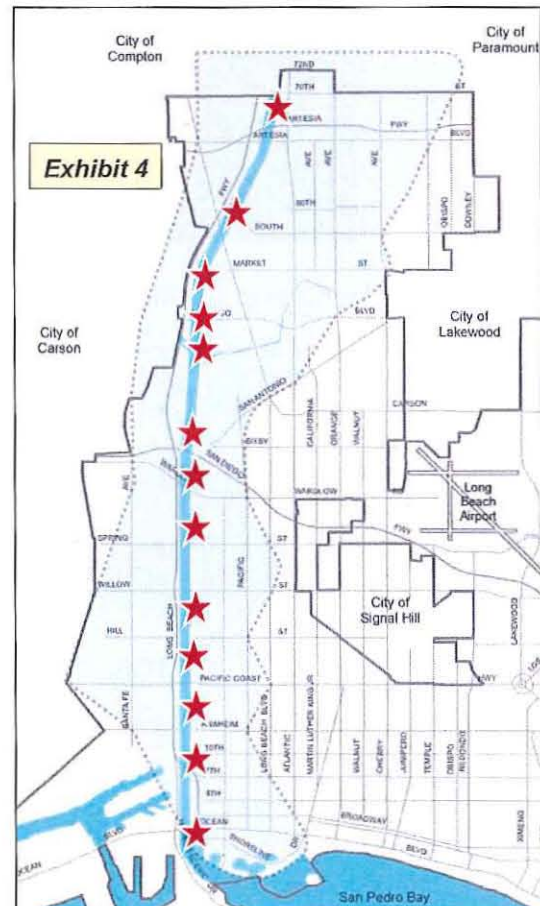 City of
Compton
City of
Paramount
72ND
70TH
ST
ARTESIA
ARTESIA
FWY
BLVD
Exhibit 4
FWY
AVE
AVE
AVE
80TH
SOUTH
OBISPO
DOWNEY
MARKET
ST
BLVD
City of
Carson
City of
Lakewood
SAN ANTONIO
CALIFORNIA
ORANGE
WALNUT
CARSON
BIXBY
SAN DIEGO
WARDLOW
AVE
Long
Beach
Airport
SPRING
ST
FWY
WILLOW
PACIFIC
ST
City of
Signal Hill
HILL
LONG BEACH
ST
LAKEWOOD
PACIFIC COAST
HWY
SANTA FE
ANAHEIM
LONG BEACH BLVD
ATLANTIC
MARTIN LUTHER KING JR
WALNUT
CHERRY
JUNIPERO
TEMPLE
OBISPO
REDONDO
10TH
7TH
6TH
BROADWAY
XIMENO
OCEAN
SHORELINE
DR
BLVD
OCEAN
BLVD
San Pedro Bay